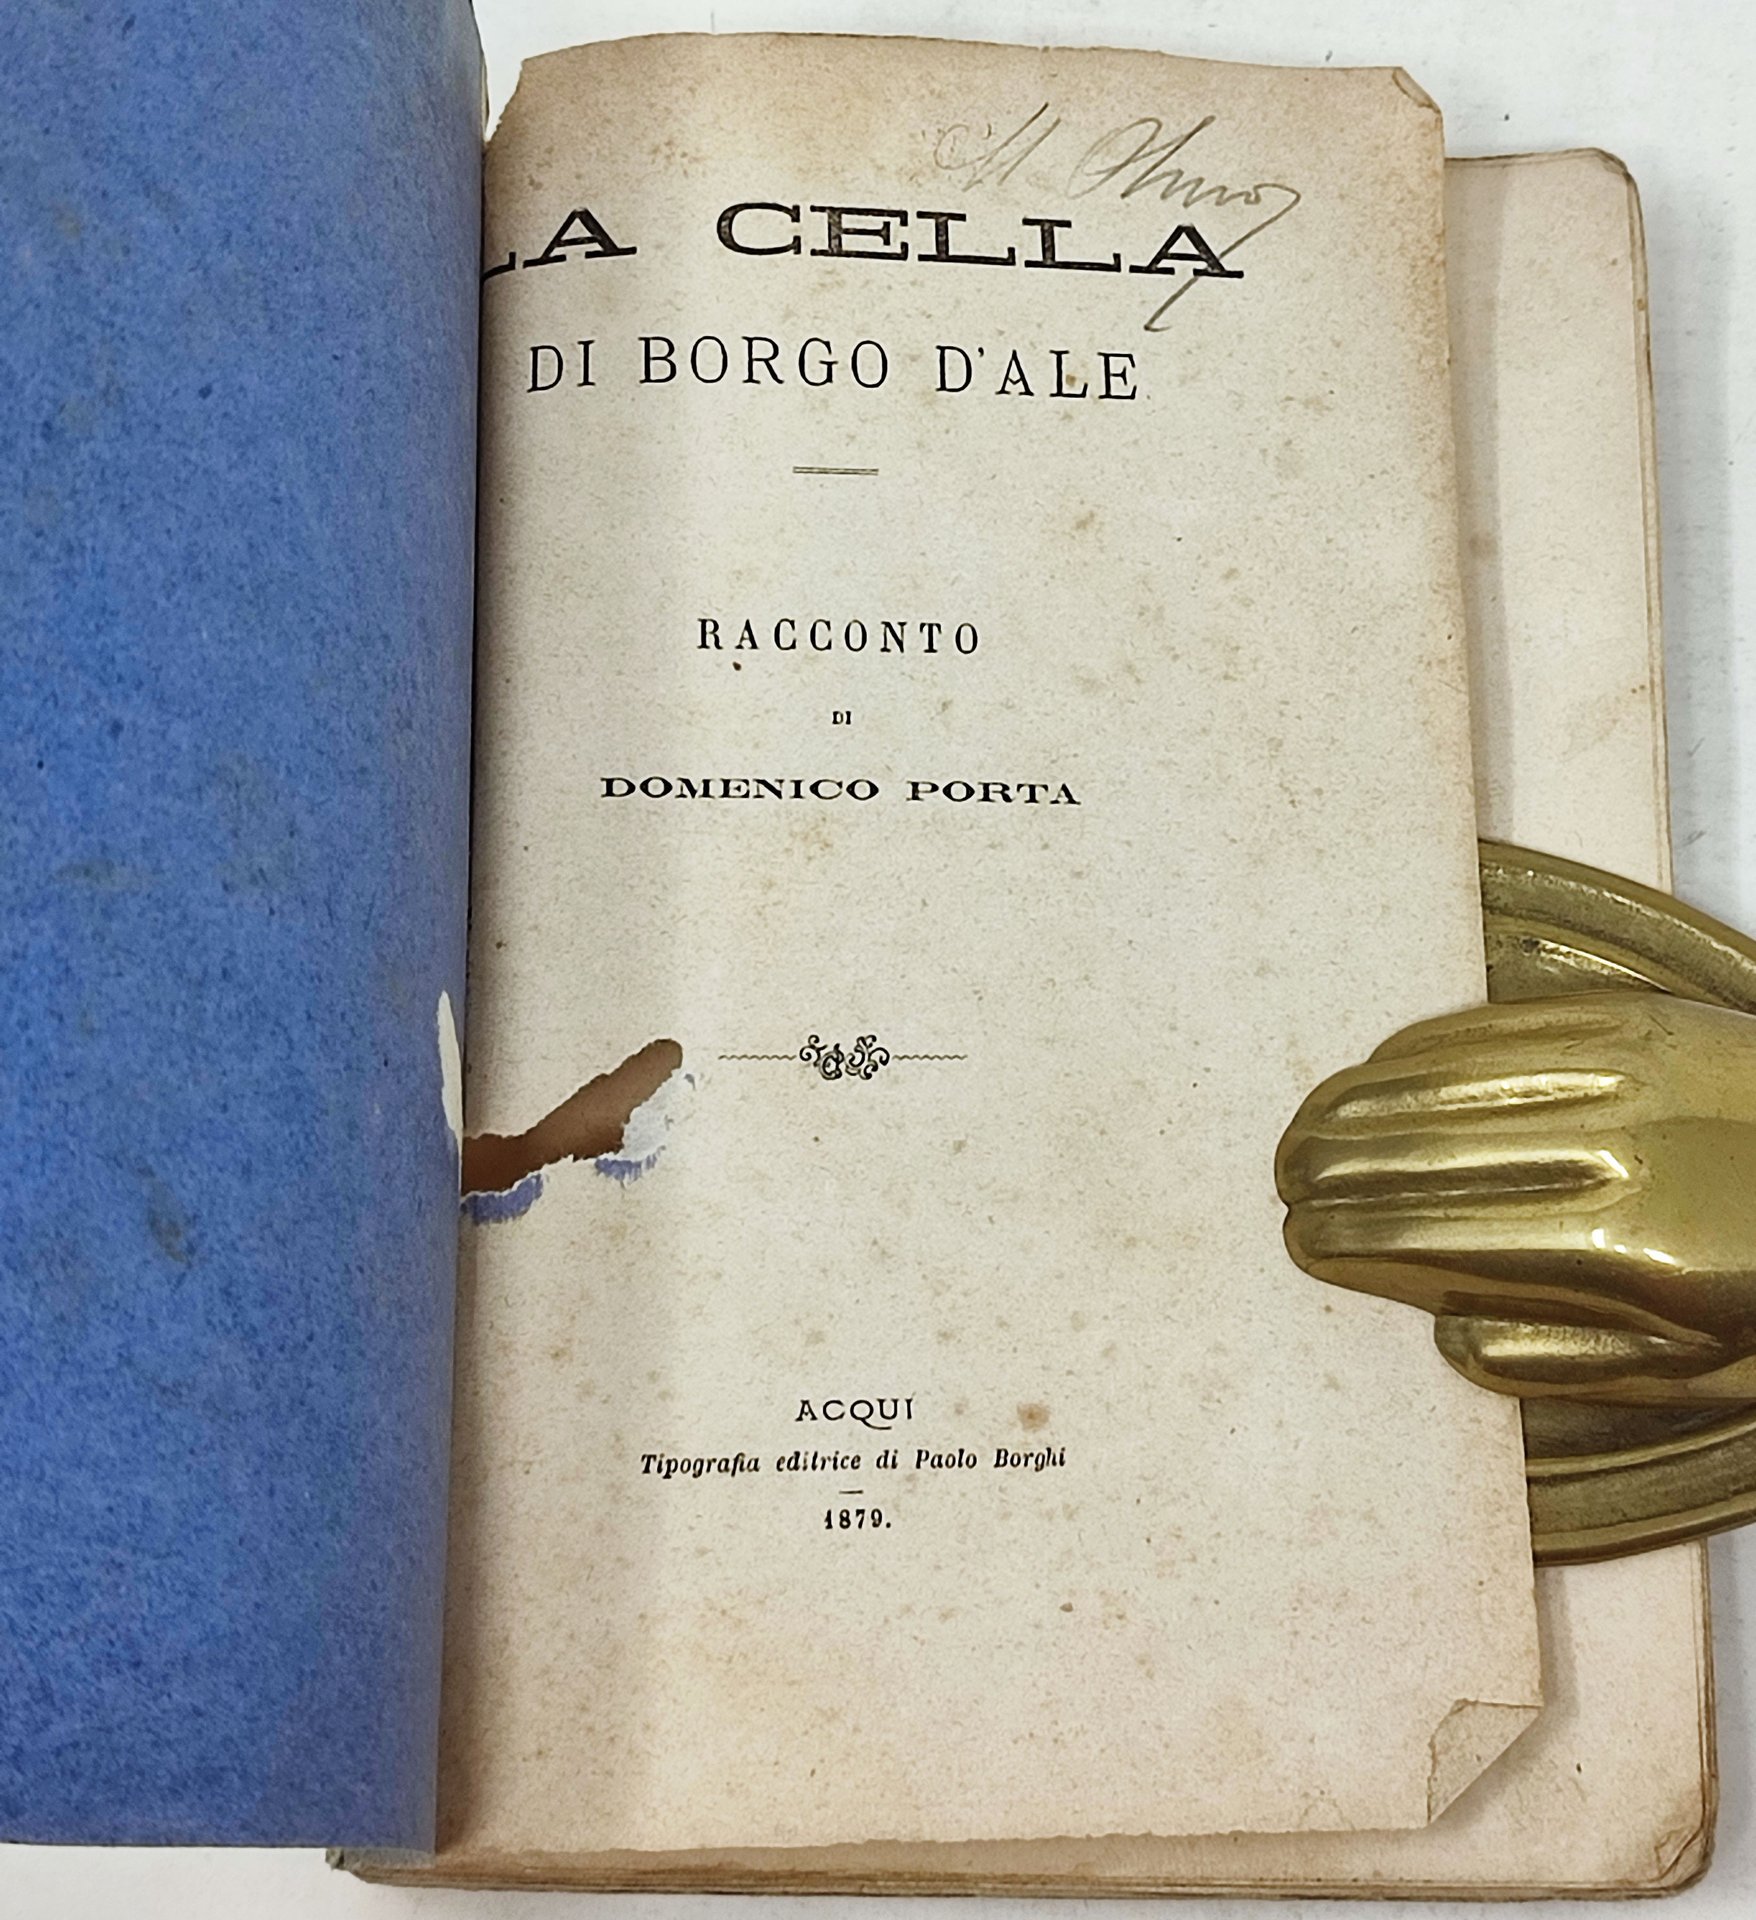 LA CELLA
DI BORGO D'ALE
RACCONTO
DI
DOMENICO PORTA
ACQUI
Tipografia editrice di Paolo Borghi
1879.